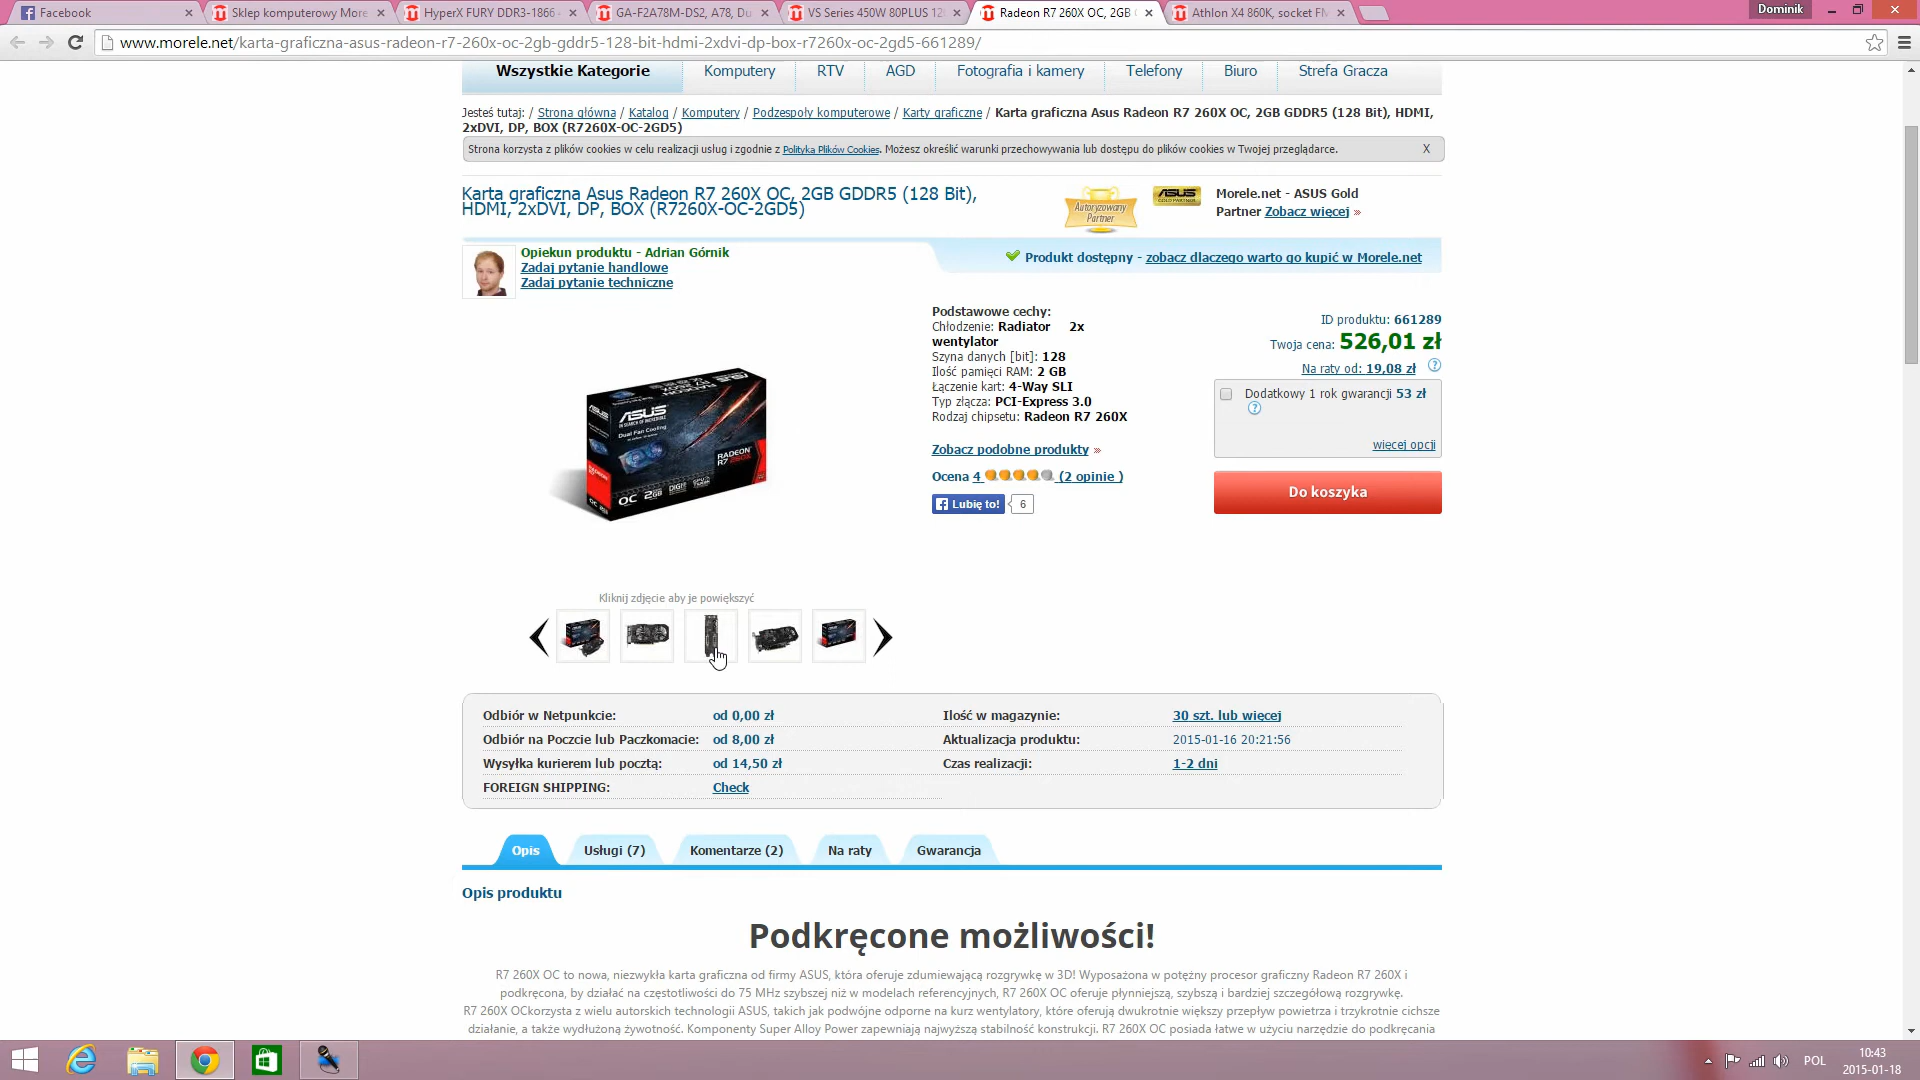 Facebook
Sklep komputerowy More
HyperX FURY DDR3-1866
GA-F2A78M-DS2, A78, Du
VS Series 450W 80PLUS 12
Radeon R7 260X OC, 2GB
Athlon X4 860K, socket FM
Dominik
www.morele.net/karta-graficzna-asus-radeon-r7-260x-oc-2gb-gddr5-128-bit-hdmi-2xdvi-dp-box-r7260x-oc-2gd5-661289/
Wszystkie Kategorie
Komputery
RTV
AGD
Fotografia i kamery
Telefony
Biuro
Strefa Gracza
Jesteś tutaj: / Strona główna / Katalog / Komputery / Podzespoły komputerowe / Karty graficzne / Karta graficzna Asus Radeon R7 260X OC, 2GB GDDR5 (128 Bit), HDMI,
2xDVI, DP, BOX (R7260X-OC-2GD5)
Strona korzysta z plików cookies w celu realizacji usług i zgodnie z Polityką Plików Cookies. Możesz określić warunki przechowywania lub dostępu do plików cookies w Twojej przeglądarce. X
Karta graficzna Asus Radeon R7 260X OC, 2GB GDDR5 (128 Bit),
HDMI, 2xDVI, DP, BOX (R7260X-OC-2GD5)
Autoryzowany
Partner
ASUS
GOLD PARTNER
Morele.net - ASUS Gold
Partner Zobacz więcej »
Opiekun produktu - Adrian Górnik
Zadaj pytanie handlowe
Zadaj pytanie techniczne
Produkt dostępny - zobacz dlaczego warto go kupić w Morele.net
Podstawowe cechy:
Chłodzenie: Radiator 2x
wentylator
Szyna danych [bit]: 128
Ilość pamięci RAM: 2 GB
Łączenie kart: 4-Way SLI
Typ złącza: PCI-Express 3.0
Rodzaj chipsetu: Radeon R7 260X
Zobacz podobne produkty »
Ocena 4 (2 opinie )
Lubię to! 6
ID produktu: 661289
Twoja cena: 526,01 zł
Na raty od: 19,08 zł ?
Dodatkowy 1 rok gwarancji 53 zł
?
więcej opcji
Do koszyka
ASUS
IN SEARCH OF INCREDIBLE
Dual Fan Cooling
RADEON
R7 260X
OC 2GB
Kliknij zdjęcie aby je powiększyć
Odbiór w Netpunkcie: od 0,00 zł
Odbiór na Poczcie lub Paczkomacie: od 8,00 zł
Wysyłka kurierem lub pocztą: od 14,50 zł
FOREIGN SHIPPING: Check
Ilość w magazynie: 30 szt. lub więcej
Aktualizacja produktu: 2015-01-16 20:21:56
Czas realizacji: 1-2 dni
Opis
Usługi (7)
Komentarze (2)
Na raty
Gwarancja
Opis produktu
Podkręcone możliwości!
R7 260X OC to nowa, niezwykła karta graficzna od firmy ASUS, która oferuje zdumiewającą rozgrywkę w 3D! Wyposażona w potężny procesor graficzny Radeon R7 260X i
podkręcona, by działać na częstotliwości do 75 MHz szybszej niż w modelach referencyjnych, R7 260X OC oferuje płynniejszą, szybszą i bardziej szczegółową rozgrywkę.
R7 260X OCkorzysta z wielu autorskich technologii ASUS, takich jak podwójne odporne na kurz wentylatory, które oferują dwukrotnie większy przepływ powietrza i trzykrotnie cichsze
działanie, a także wydłużoną żywotność. Komponenty Super Alloy Power zapewniają najwyższą stabilność konstrukcji. R7 260X OC posiada łatwe w użyciu narzędzie do podkręcania
POL
10:43
2015-01-18